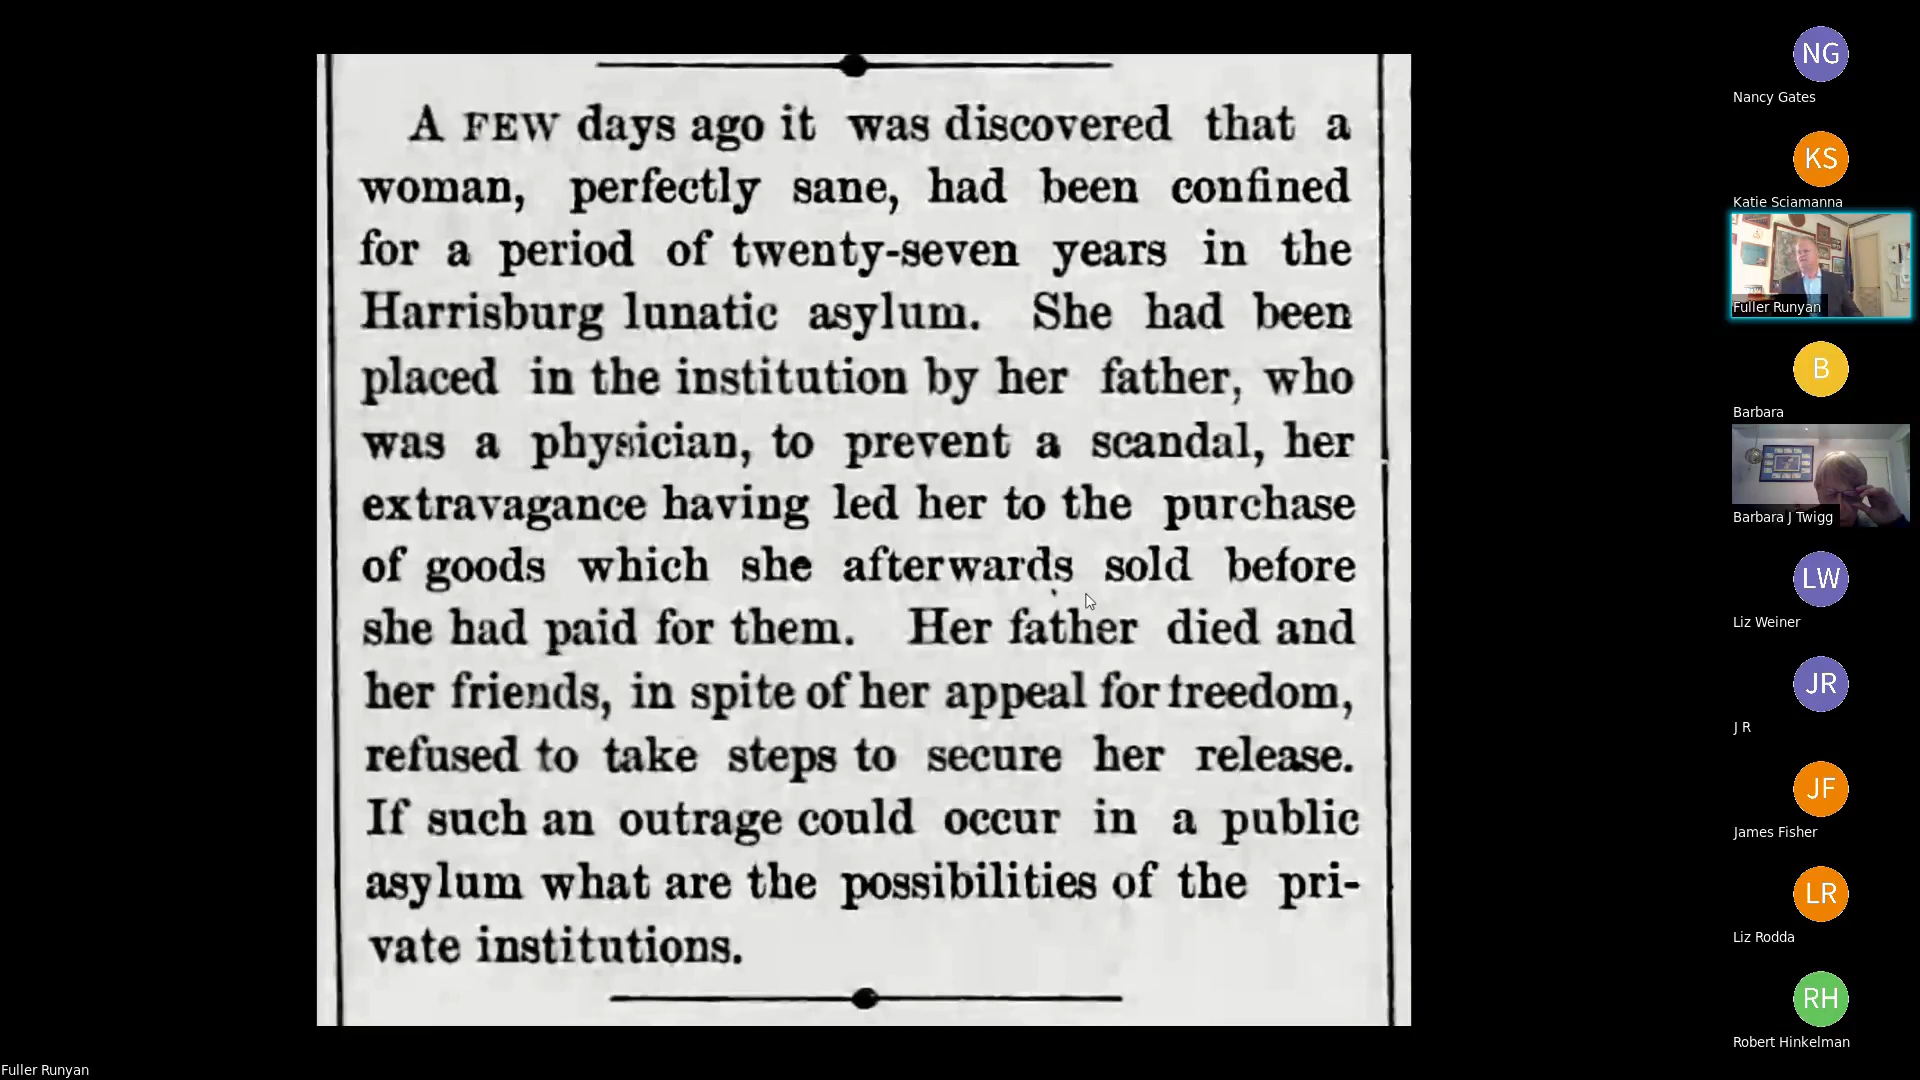 A FEW days ago it was discovered that a
woman, perfectly sane, had been confined
for a period of twenty-seven years in the
Harrisburg lunatic asylum. She had been
placed in the institution by her father, who
was a physician, to prevent a scandal, her
extravagance having led her to the purchase
of goods which she afterwards sold before
she had paid for them. Her father died and
her friends, in spite of her appeal for freedom,
refused to take steps to secure her release.
If such an outrage could occur in a public
asylum what are the possibilities of the pri-
vate institutions.
NG
Nancy Gates
KS
Katie Sciamanna
Fuller Runyan
B
Barbara
Barbara J Twigg
LW
Liz Weiner
JR
J R
JF
James Fisher
LR
Liz Rodda
RH
Robert Hinkelman
Fuller Runyan